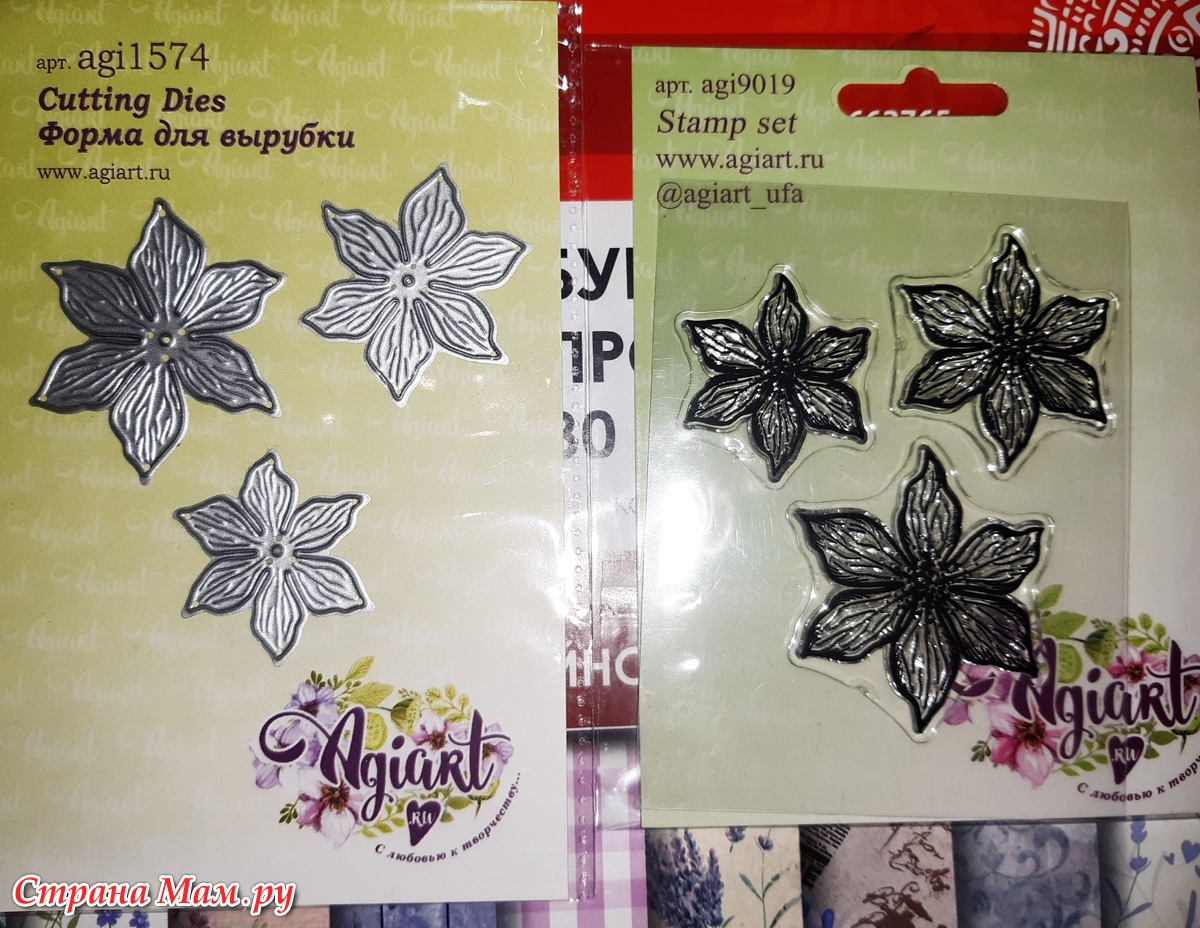 арт. agi1574
Cutting Dies
Форма для вырубки
www.agiart.ru
Agiart
.RU
С любовью к творчеству...
арт. agi9019
Stamp set
www.agiart.ru
@agiart_ufa
Agiart
.RU
С любовью к творч
Страна Мам.ру